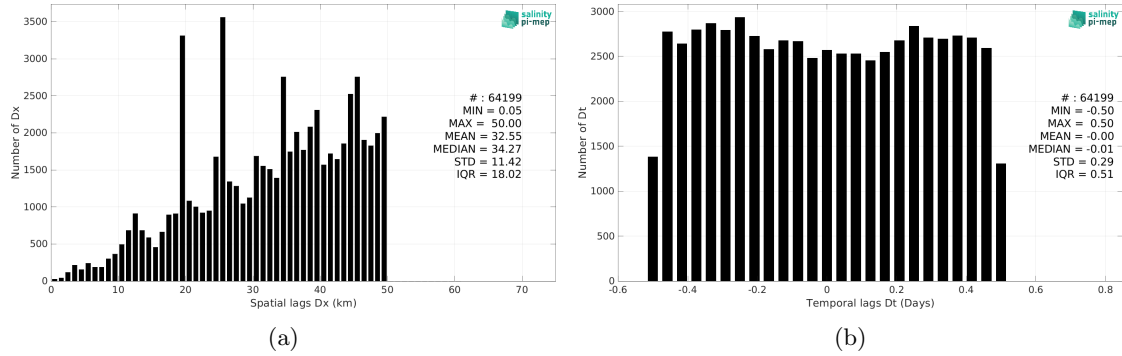 3500
3000
2500
2000
1500
1000
500
0
Number of Dx
salinity
pi-mep
# : 64199
MIN = 0.05
MAX = 50.00
MEAN = 32.55
MEDIAN = 34.27
STD = 11.42
IQR = 18.02
0 10 20 30 40 50 60 70
Spatial lags Dx (km)
(a)
3000
2500
2000
1500
1000
500
0
Number of Dt
salinity
pi-mep
# : 64199
MIN = -0.50
MAX = 0.50
MEAN = -0.00
MEDIAN = -0.01
STD = 0.29
IQR = 0.51
-0.6 -0.4 -0.2 0 0.2 0.4 0.6 0.8
Temporal lags Dt (Days)
(b)